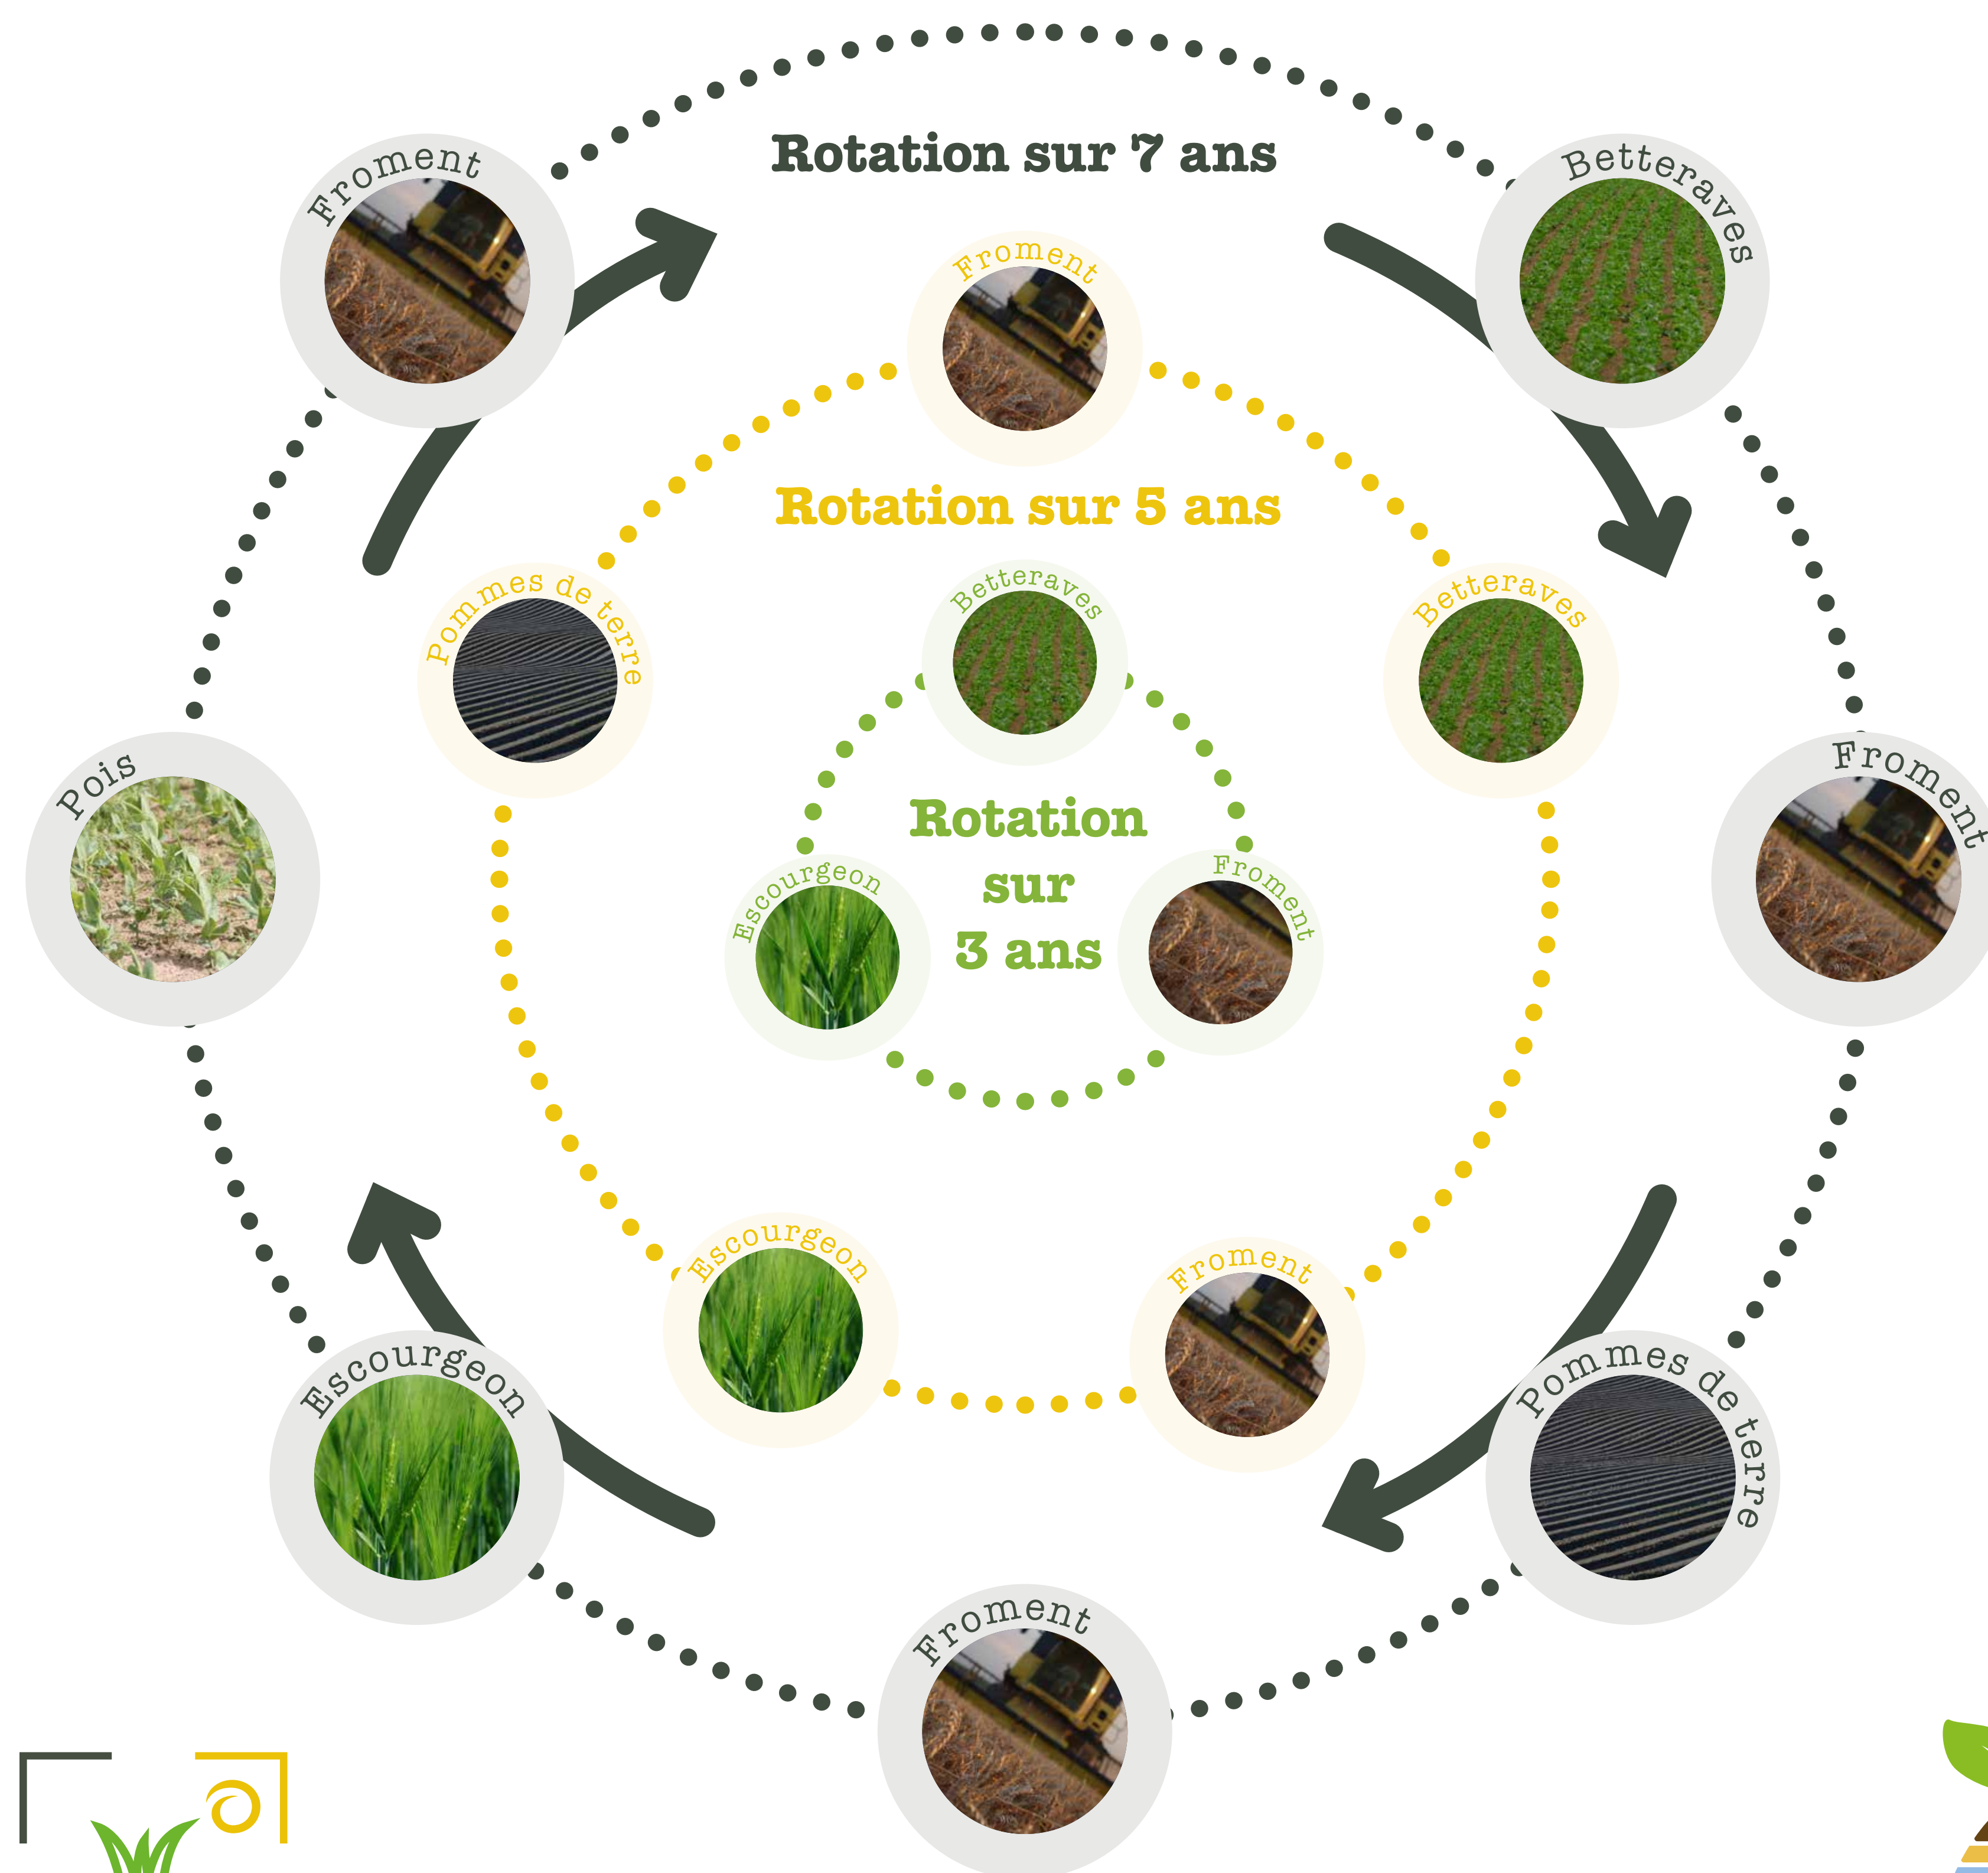 Rotation sur 7 ans
Froment
Betteraves
Froment
Pommes de terre
Froment
Escourgeon
Pois
Rotation sur 5 ans
Froment
Betteraves
Froment
Escourgeon
Pommes de terre
Rotation
sur
3 ans
Betteraves
Froment
Escourgeon